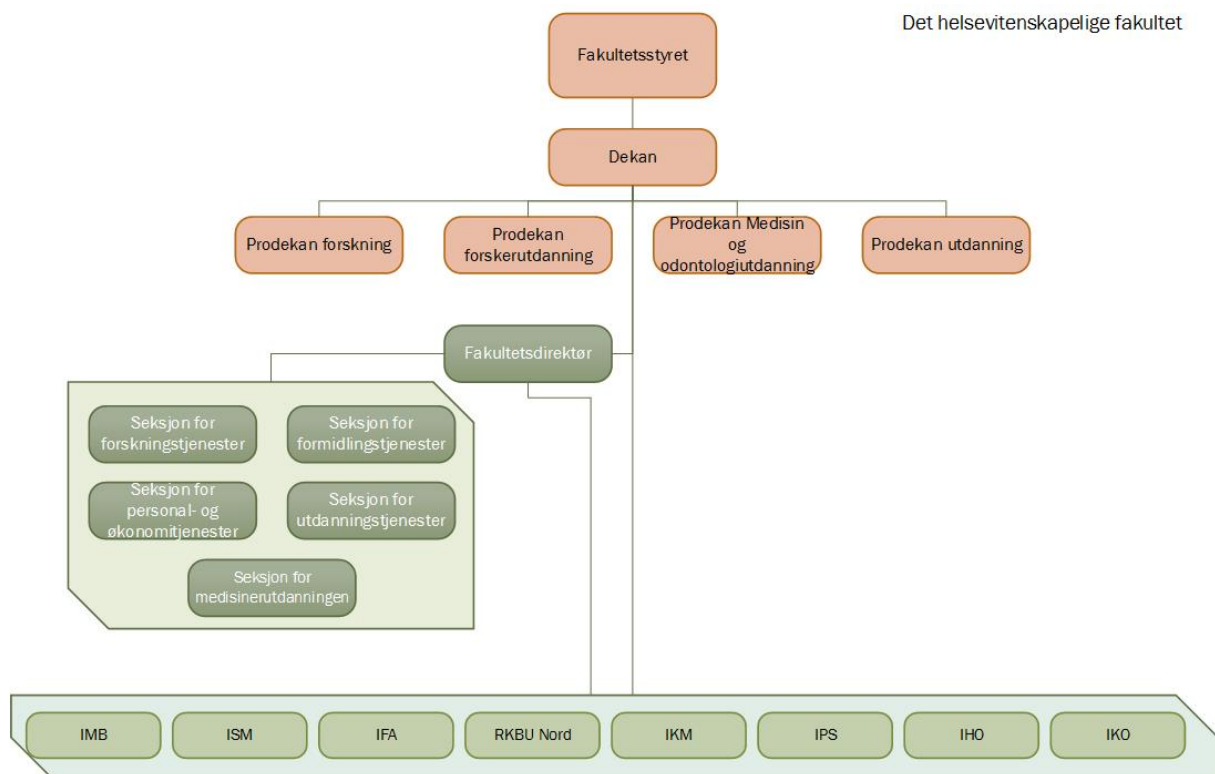 Det helsevitenskapelige fakultet
Fakultetsstyret
Dekan
Prodekan forskning
Prodekan
forskerutdanning
Prodekan Medisin
og
odontologiutdanning
Prodekan utdanning
Fakultetsdirektør
Seksjon for
forskningstjenester
Seksjon for
formidlingstjenester
Seksjon for
personal- og
økonomitjenester
Seksjon for
utdanningstjenester
Seksjon for
medisinerutdanningen
IMB
ISM
IFA
RKBU Nord
IKM
IPS
IHO
IKO